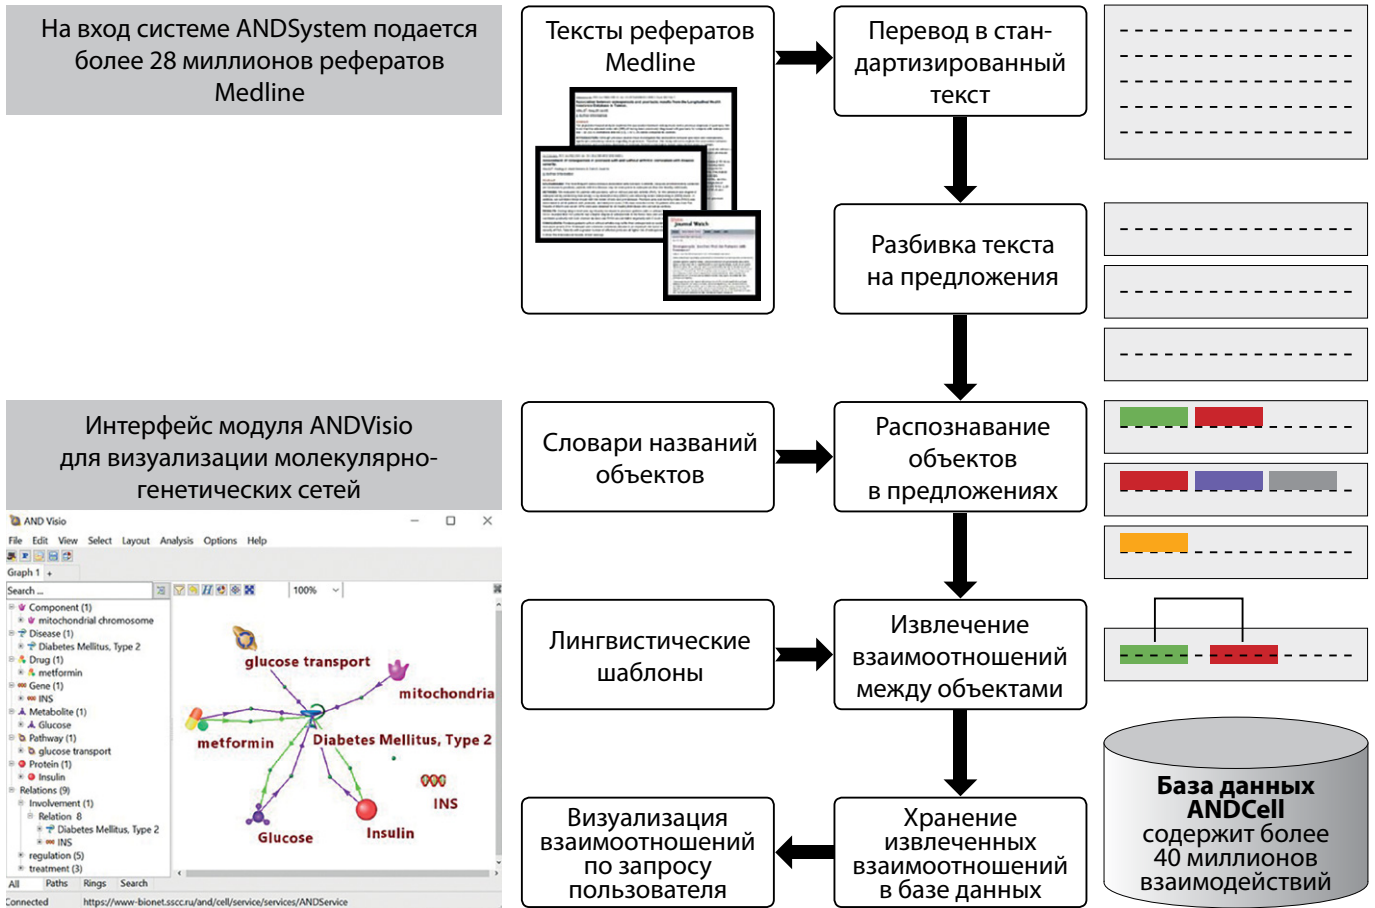 На вход системе ANDSystem подается
более 28 миллионов рефератов
Medline
Тексты рефератов
Medline
Journal Watch
Перевод в стан-
дартизированный
текст
Разбивка текста
на предложения
Интерфейс модуля ANDVisio
для визуализации молекулярно-
генетических сетей
Словари названий
объектов
Распознавание
объектов
в предложениях
Лингвистические
шаблоны
Извлечение
взаимоотношений
между объектами
Визуализация
взаимоотношений
по запросу
пользователя
Хранение
извлеченных
взаимоотношений
в базе данных
База данных
ANDCell
содержит более
40 миллионов
взаимодействий
AND Visio
File Edit View Select Layout Analysis Options Help
Graph 1 +
Search ...
100%
Component (1)
mitochondrial chromosome
Disease (1)
Diabetes Mellitus, Type 2
Drug (1)
metformin
Gene (1)
INS
Metabolite (1)
Glucose
Pathway (1)
glucose transport
Protein (1)
Insulin
Relations (9)
Involvement (1)
Relation 8
Diabetes Mellitus, Type 2
INS
regulation (5)
treatment (3)
glucose transport
mitochondria
metformin
Diabetes Mellitus, Type 2
INS
Glucose
Insulin
All Paths Rings Search
Connected https://www-bionet.sscc.ru/and/cell/service/services/ANDService